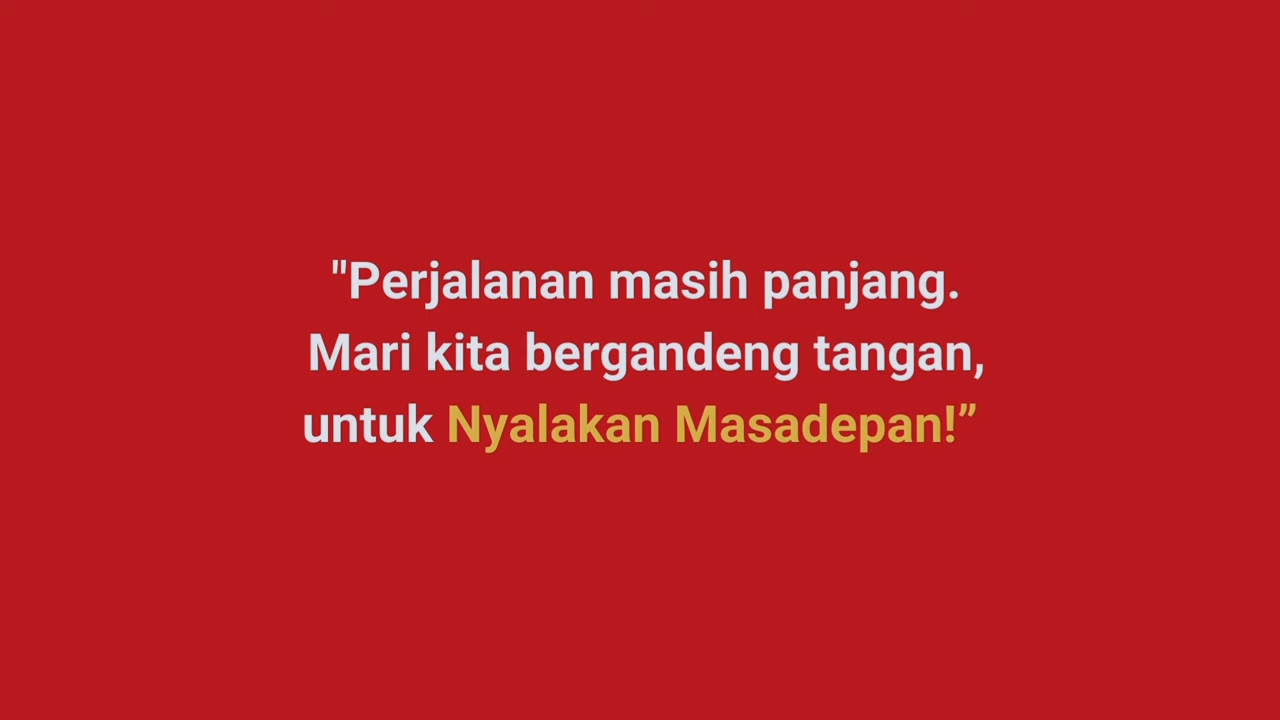 "Perjalanan masih panjang.
Mari kita bergandeng tangan,
untuk Nyalakan Masadepan!”